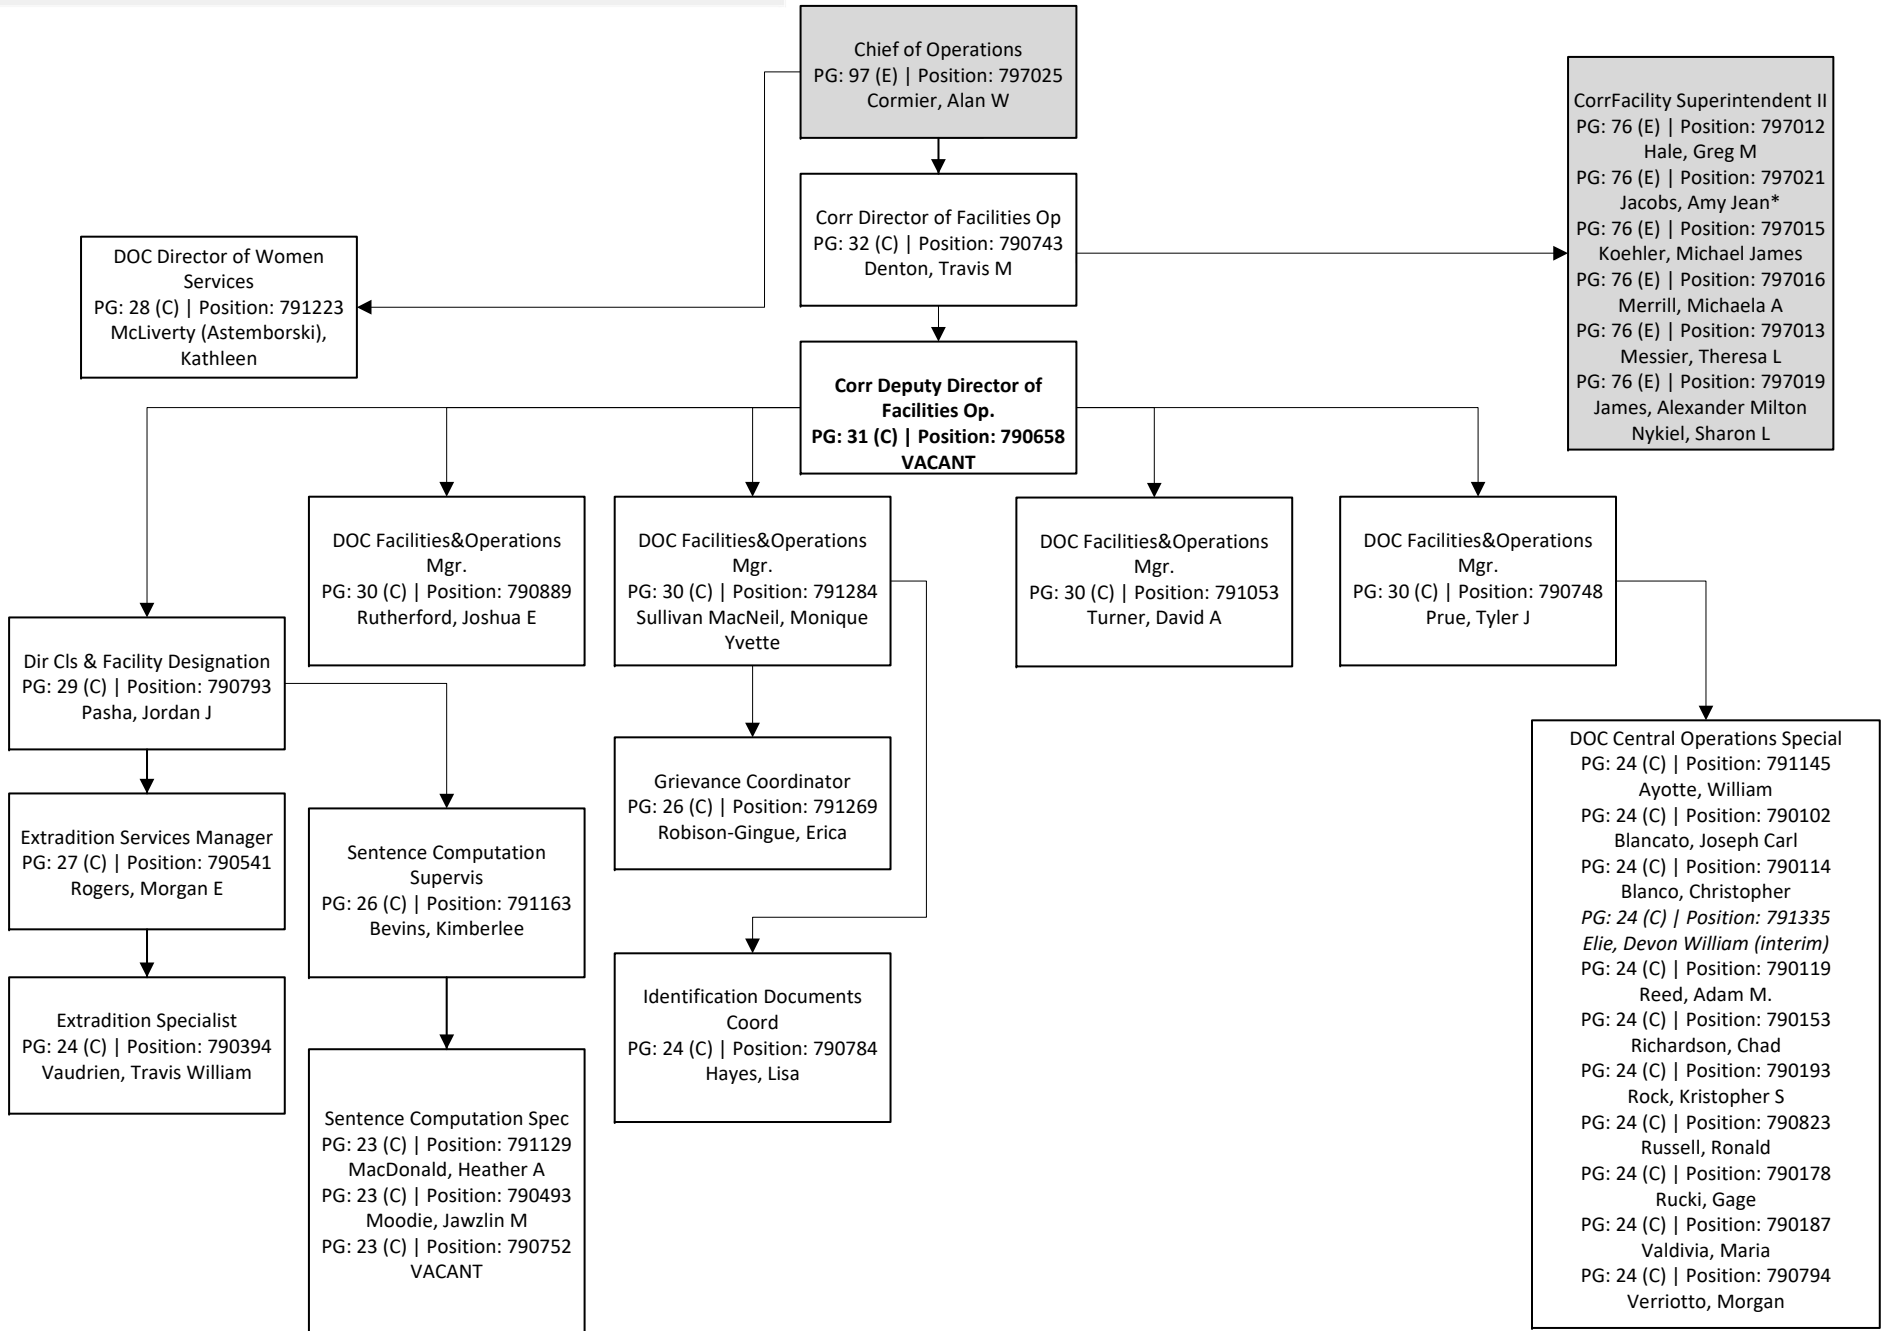 Chief of Operations
PG: 97 (E) | Position: 797025
Cormier, Alan W
CorrFacility Superintendent II
PG: 76 (E) | Position: 797012
Hale, Greg M
PG: 76 (E) | Position: 797021
Jacobs, Amy Jean*
PG: 76 (E) | Position: 797015
Koehler, Michael James
PG: 76 (E) | Position: 797016
Merrill, Michaela A
PG: 76 (E) | Position: 797013
Messier, Theresa L
PG: 76 (E) | Position: 797019
James, Alexander Milton
Nykiel, Sharon L
Corr Director of Facilities Op
PG: 32 (C) | Position: 790743
Denton, Travis M
DOC Director of Women
Services
PG: 28 (C) | Position: 791223
McLiverty (Astemborski),
Kathleen
Corr Deputy Director of
Facilities Op.
PG: 31 (C) | Position: 790658
VACANT
DOC Facilities&Operations
Mgr.
PG: 30 (C) | Position: 790889
Rutherford, Joshua E
DOC Facilities&Operations
Mgr.
PG: 30 (C) | Position: 791284
Sullivan MacNeil, Monique
Yvette
DOC Facilities&Operations
Mgr.
PG: 30 (C) | Position: 791053
Turner, David A
DOC Facilities&Operations
Mgr.
PG: 30 (C) | Position: 790748
Prue, Tyler J
Dir Cls & Facility Designation
PG: 29 (C) | Position: 790793
Pasha, Jordan J
Extradition Services Manager
PG: 27 (C) | Position: 790541
Rogers, Morgan E
Extradition Specialist
PG: 24 (C) | Position: 790394
Vaudrien, Travis William
Sentence Computation
Supervis
PG: 26 (C) | Position: 791163
Bevins, Kimberlee
Sentence Computation Spec
PG: 23 (C) | Position: 791129
MacDonald, Heather A
PG: 23 (C) | Position: 790493
Moodie, Jawzlin M
PG: 23 (C) | Position: 790752
VACANT
Grievance Coordinator
PG: 26 (C) | Position: 791269
Robison-Gingue, Erica
Identification Documents
Coord
PG: 24 (C) | Position: 790784
Hayes, Lisa
DOC Central Operations Special
PG: 24 (C) | Position: 791145
Ayotte, William
PG: 24 (C) | Position: 790102
Blancato, Joseph Carl
PG: 24 (C) | Position: 790114
Blanco, Christopher
PG: 24 (C) | Position: 791335
Elie, Devon William (interim)
PG: 24 (C) | Position: 790119
Reed, Adam M.
PG: 24 (C) | Position: 790153
Richardson, Chad
PG: 24 (C) | Position: 790193
Rock, Kristopher S
PG: 24 (C) | Position: 790823
Russell, Ronald
PG: 24 (C) | Position: 790178
Rucki, Gage
PG: 24 (C) | Position: 790187
Valdivia, Maria
PG: 24 (C) | Position: 790794
Verriotto, Morgan